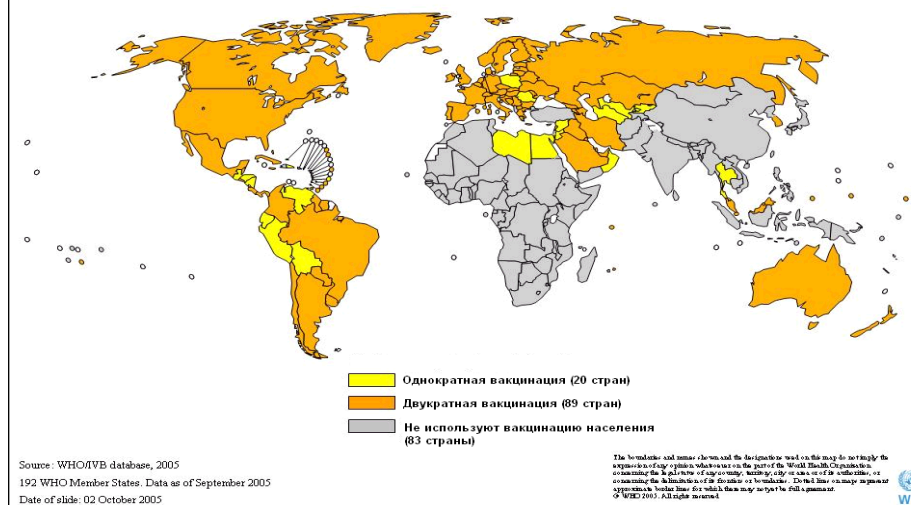 Однократная вакцинация (20 стран)
Двукратная вакцинация (89 стран)
Не используют вакцинацию населения
(83 страны)
Source: WHO/IVB database, 2005
192 WHO Member States. Data as of September 2005
Date of slide: 02 October 2005
The boundaries and names shown and the designations used on this map do not imply the
expression of any opinion whatsoever on the part of the World Health Organisation
concerning the legal status of any country, territory, city or area or of its authorities, or
concerning the delimitation of its frontiers or boundaries. Dotted lines on maps represent
approximate border lines for which there may not yet be full agreement.
© WHO 2005. All rights reserved
W